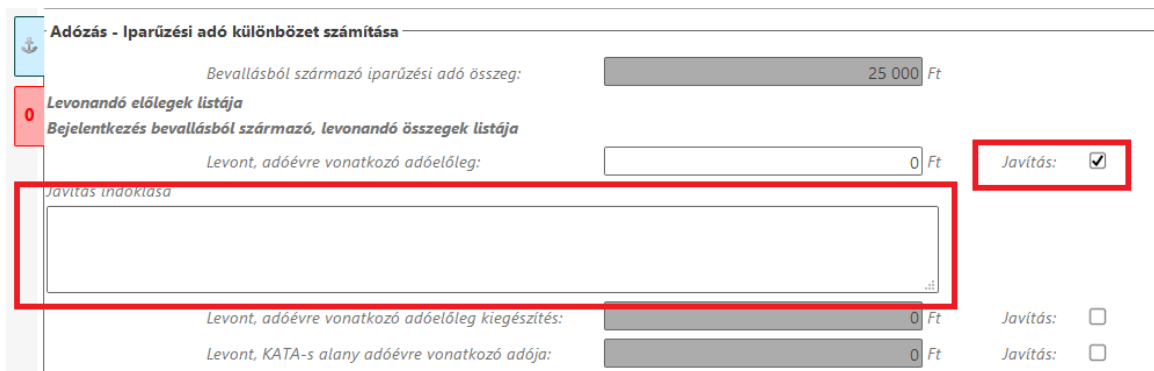 Adózás - Iparűzési adó különbözet számítása
Bevallásból származó iparűzési adó összeg: 25 000 Ft
Levonandó előlegek listája
0
Bejelentkezés bevallásból származó, levonandó összegek listája
Levont, adóévre vonatkozó adóelőleg: 0 Ft Javítás:
Javítás indoklása
Levont, adóévre vonatkozó adóelőleg kiegészítés: 0 Ft Javítás:
Levont, KATA-s alany adóévre vonatkozó adója: 0 Ft Javítás: